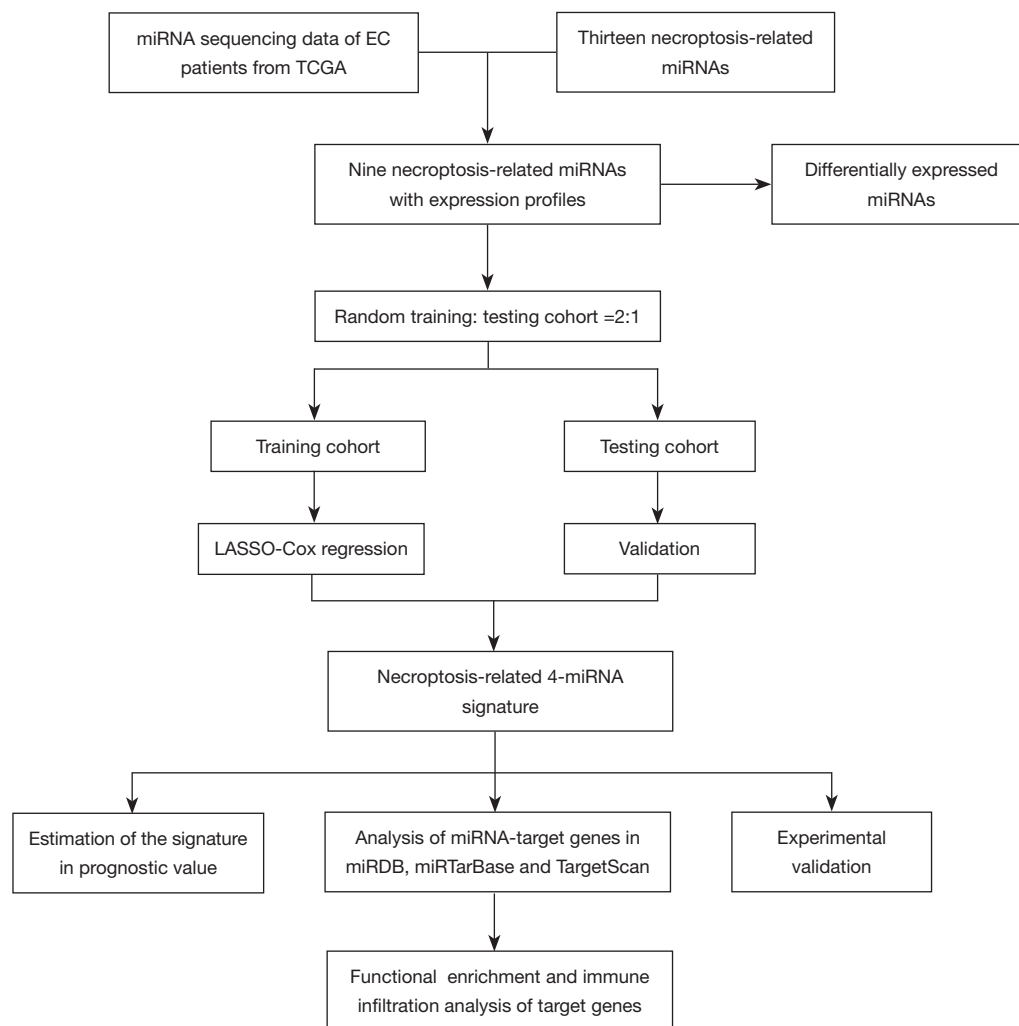 miRNA sequencing data of EC
patients from TCGA
Thirteen necroptosis-related
miRNAs
Nine necroptosis-related miRNAs
with expression profiles
Differentially expressed
miRNAs
Random training: testing cohort =2:1
Training cohort
Testing cohort
LASSO-Cox regression
Validation
Necroptosis-related 4-miRNA
signature
Estimation of the signature
in prognostic value
Analysis of miRNA-target genes in
miRDB, miRTarBase and TargetScan
Experimental
validation
Functional enrichment and immune
infiltration analysis of target genes